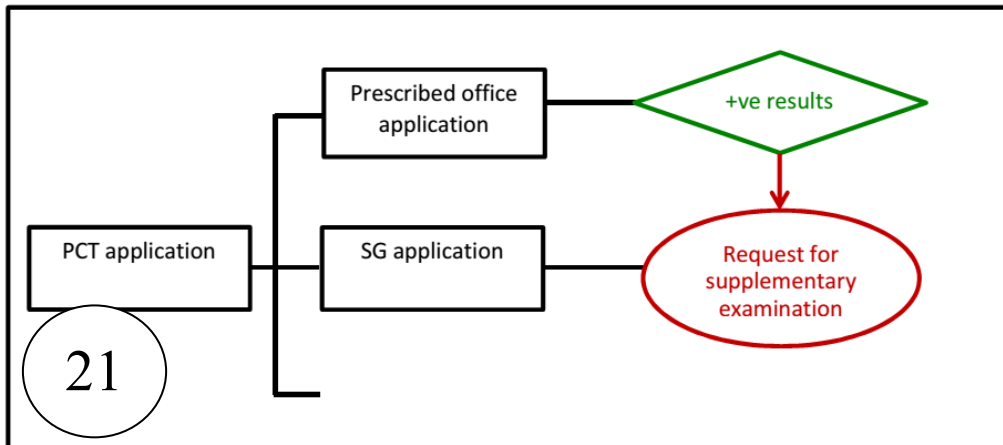 Prescribed office
application
+ve results
PCT application
SG application
Request for
supplementary
examination
21